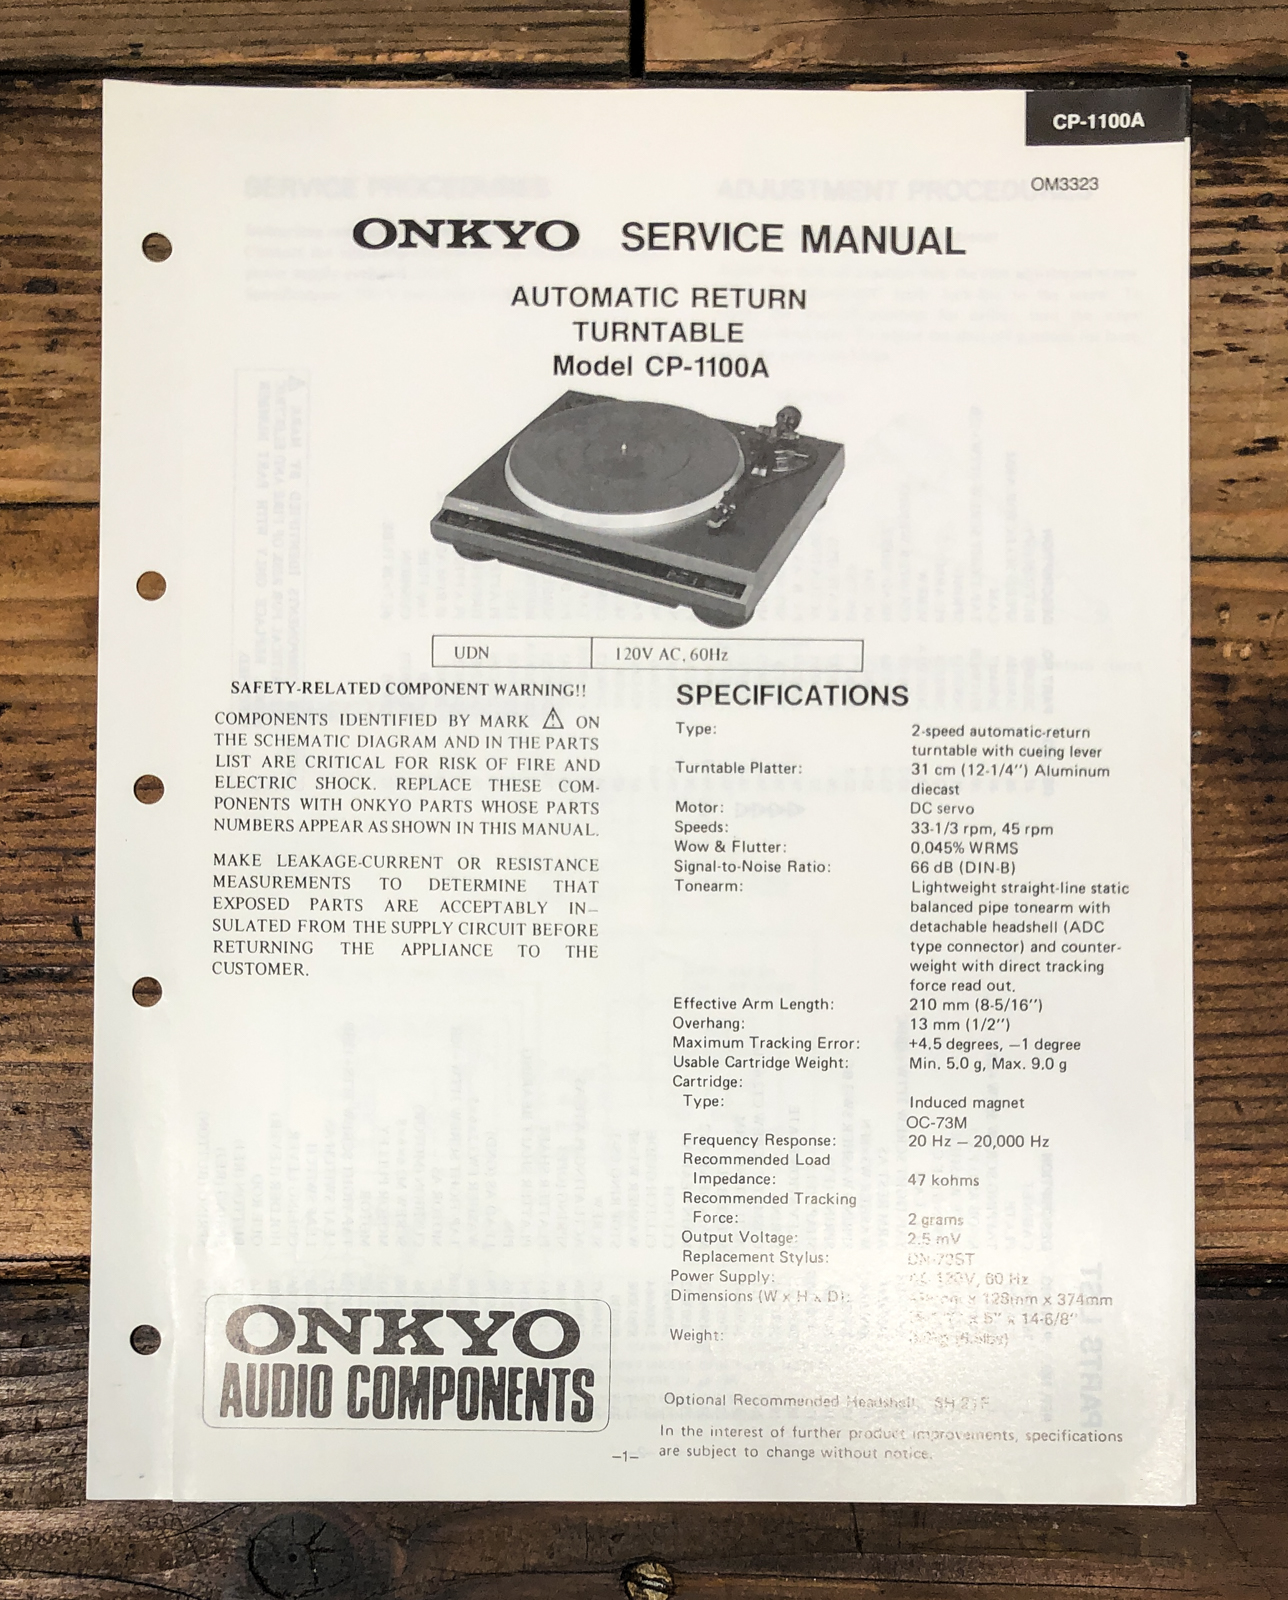 CP-1100A
OM3323
ONKYO SERVICE MANUAL
AUTOMATIC RETURN
TURNTABLE
Model CP-1100A
UDN 120V AC, 60Hz
SAFETY-RELATED COMPONENT WARNING!!
COMPONENTS IDENTIFIED BY MARK ⚠ ON
THE SCHEMATIC DIAGRAM AND IN THE PARTS
LIST ARE CRITICAL FOR RISK OF FIRE AND
ELECTRIC SHOCK. REPLACE THESE COM-
PONENTS WITH ONKYO PARTS WHOSE PARTS
NUMBERS APPEAR AS SHOWN IN THIS MANUAL.
MAKE LEAKAGE-CURRENT OR RESISTANCE
MEASUREMENTS TO DETERMINE THAT
EXPOSED PARTS ARE ACCEPTABLY IN–
SULATED FROM THE SUPPLY CIRCUIT BEFORE
RETURNING THE APPLIANCE TO THE
CUSTOMER.
ONKYO
AUDIO COMPONENTS
SPECIFICATIONS
Type: 2-speed automatic-return
turntable with cueing lever
Turntable Platter: 31 cm (12-1/4") Aluminum
diecast
Motor: DC servo
Speeds: 33-1/3 rpm, 45 rpm
Wow & Flutter: 0.045% WRMS
Signal-to-Noise Ratio: 66 dB (DIN-B)
Tonearm: Lightweight straight-line static
balanced pipe tonearm with
detachable headshell (ADC
type connector) and counter-
weight with direct tracking
force read out.
Effective Arm Length: 210 mm (8-5/16")
Overhang: 13 mm (1/2")
Maximum Tracking Error: +4.5 degrees, —1 degree
Usable Cartridge Weight: Min. 5.0 g, Max. 9.0 g
Cartridge:
Type: Induced magnet
OC-73M
Frequency Response: 20 Hz — 20,000 Hz
Recommended Load
Impedance: 47 kohms
Recommended Tracking
Force: 2 grams
Output Voltage: 2.5 mV
Replacement Stylus:
Power Supply: 120V, 60 Hz
Dimensions (W x H x D): x 128mm x 374mm
x 5" x 14-6/8"
Weight:
Optional Recommended Headshell,
In the interest of further product improvements, specifications
are subject to change without notice.
–1–